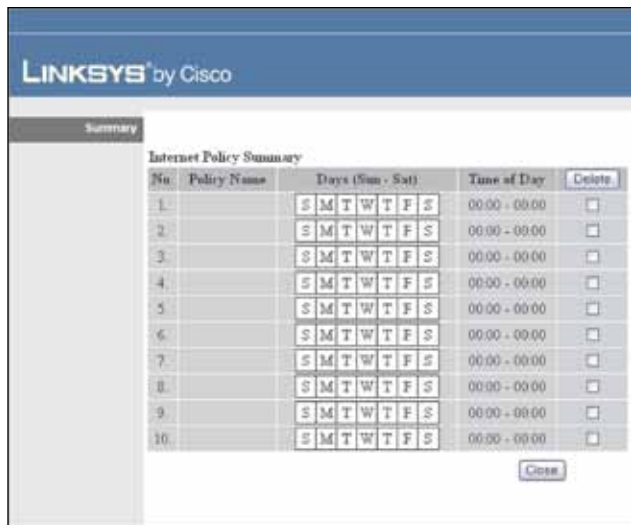 LINKSYS® by Cisco
Summary
Internet Policy Summary
No. Policy Name Days (Sun - Sat) Time of Day Delete
1. S M T W T F S 00:00 - 00:00
2. S M T W T F S 00:00 - 00:00
3. S M T W T F S 00:00 - 00:00
4. S M T W T F S 00:00 - 00:00
5. S M T W T F S 00:00 - 00:00
6. S M T W T F S 00:00 - 00:00
7. S M T W T F S 00:00 - 00:00
8. S M T W T F S 00:00 - 00:00
9. S M T W T F S 00:00 - 00:00
10. S M T W T F S 00:00 - 00:00
Close